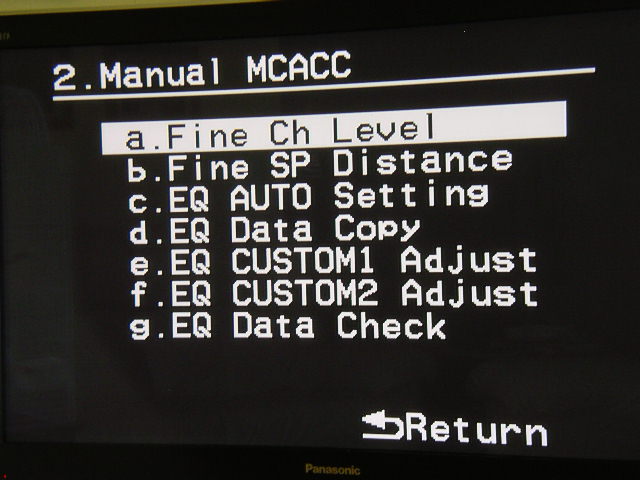 2.Manual MCACC
a.Fine Ch Level
b.Fine SP Distance
c.EQ AUTO Setting
d.EQ Data Copy
e.EQ CUSTOM1 Adjust
f.EQ CUSTOM2 Adjust
g.EQ Data Check
Return
Panasonic